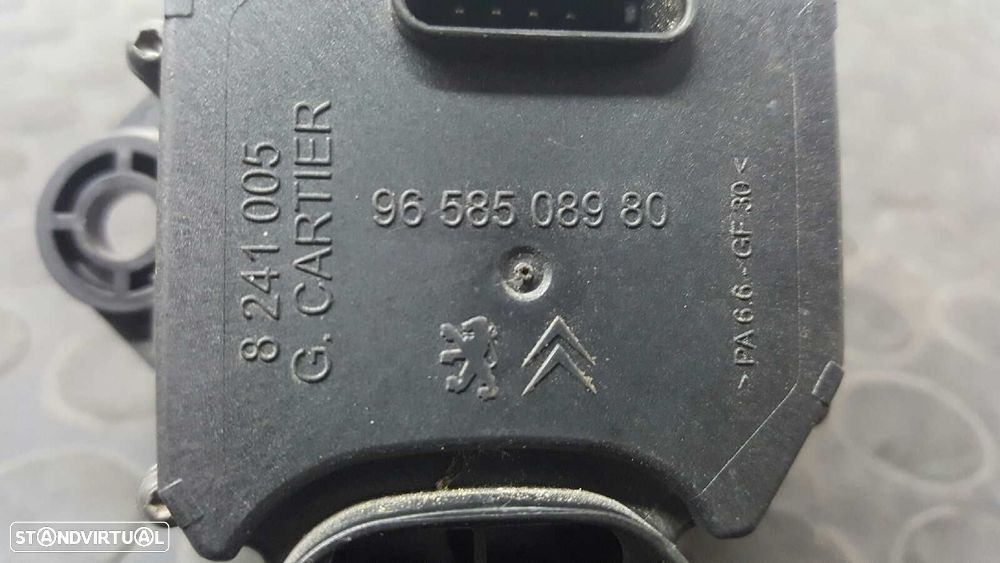 8 241 005
G. CARTIER
96 585 089 80
>PA 6.6 - GF 30<
STANDVIRTUAL